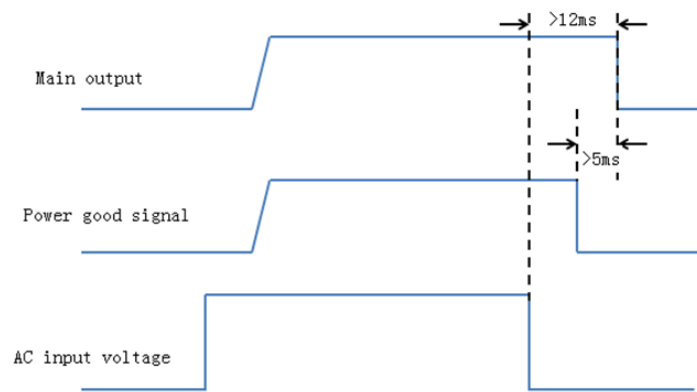 >12ms
Main output
>5ms
Power good signal
AC input voltage